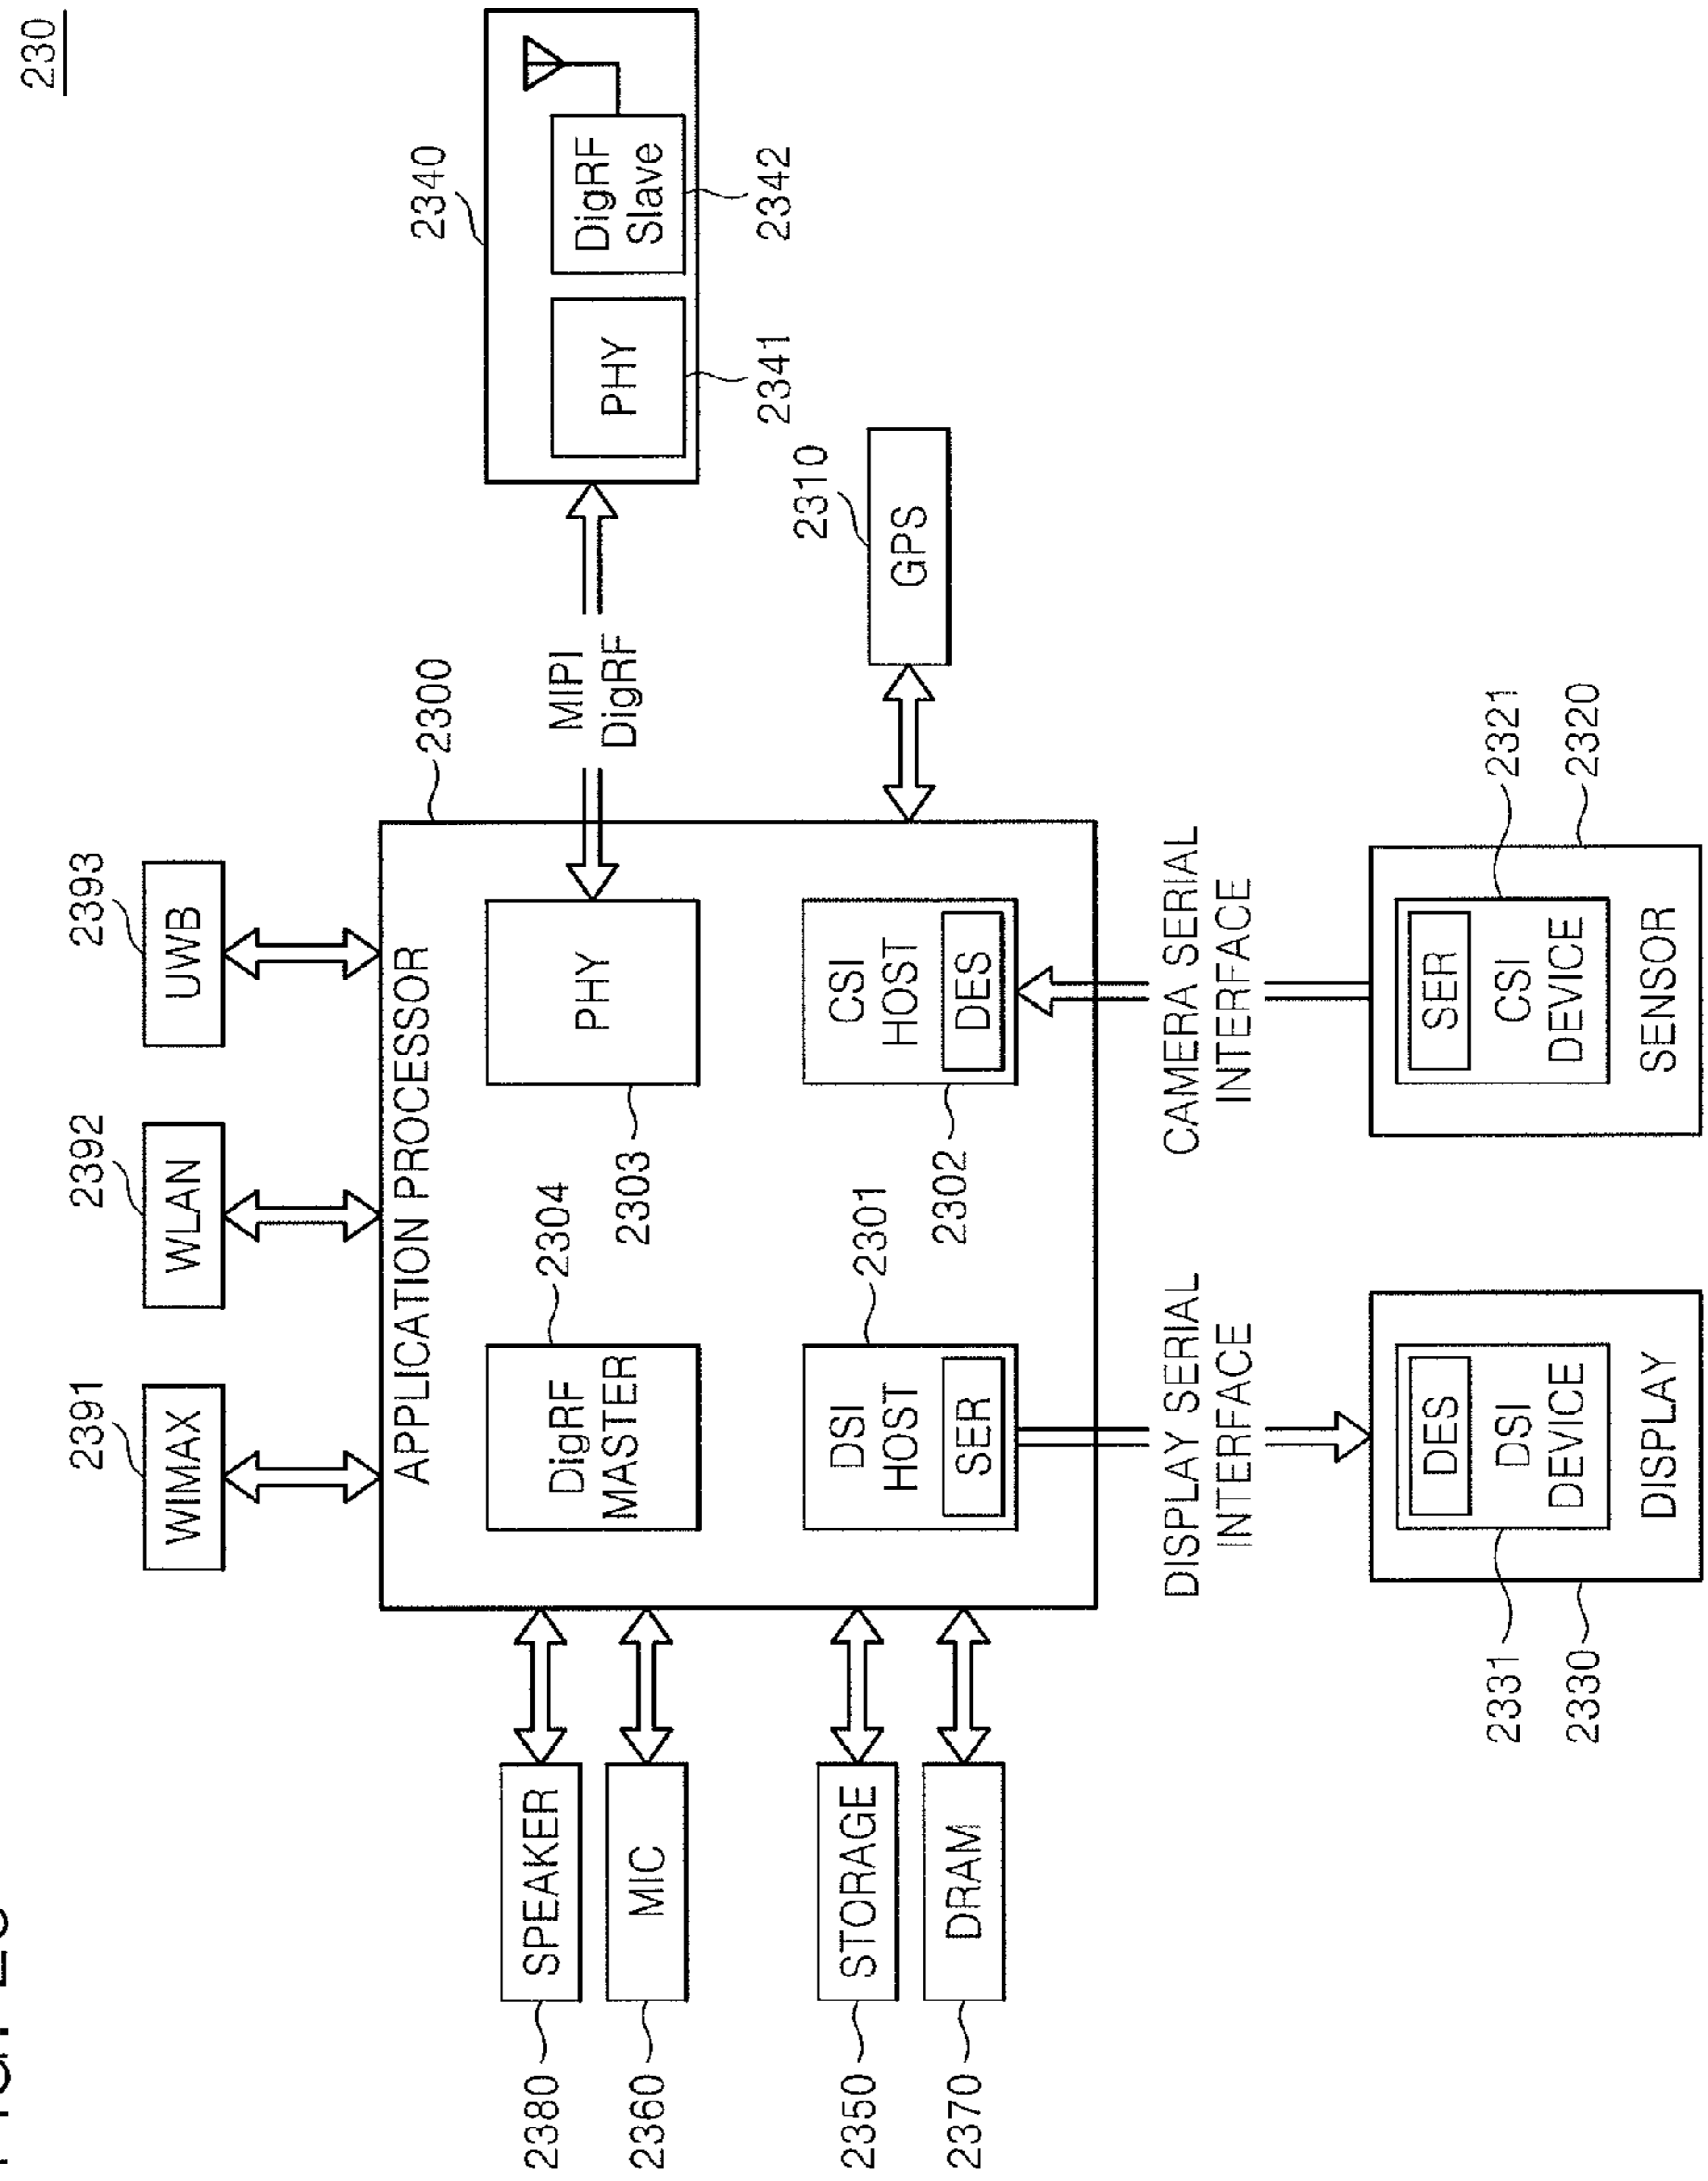 230
2391
2392
2393
WIMAX
WLAN
UWB
APPLICATION PROCESSOR
2300
2340
2380
SPEAKER
2360
MIC
DigRF
MASTER
2304
PHY
2303
MIPI
DigRF
PHY
DigRF
Slave
2341
2342
2350
STORAGE
2370
DRAM
DSI
HOST
SER
2301
CSI
HOST
DES
2302
GPS
2310
DISPLAY SERIAL
INTERFACE
CAMERA SERIAL
INTERFACE
2331
2330
DES
DSI
DEVICE
DISPLAY
SER
CSI
DEVICE
SENSOR
2321
2320